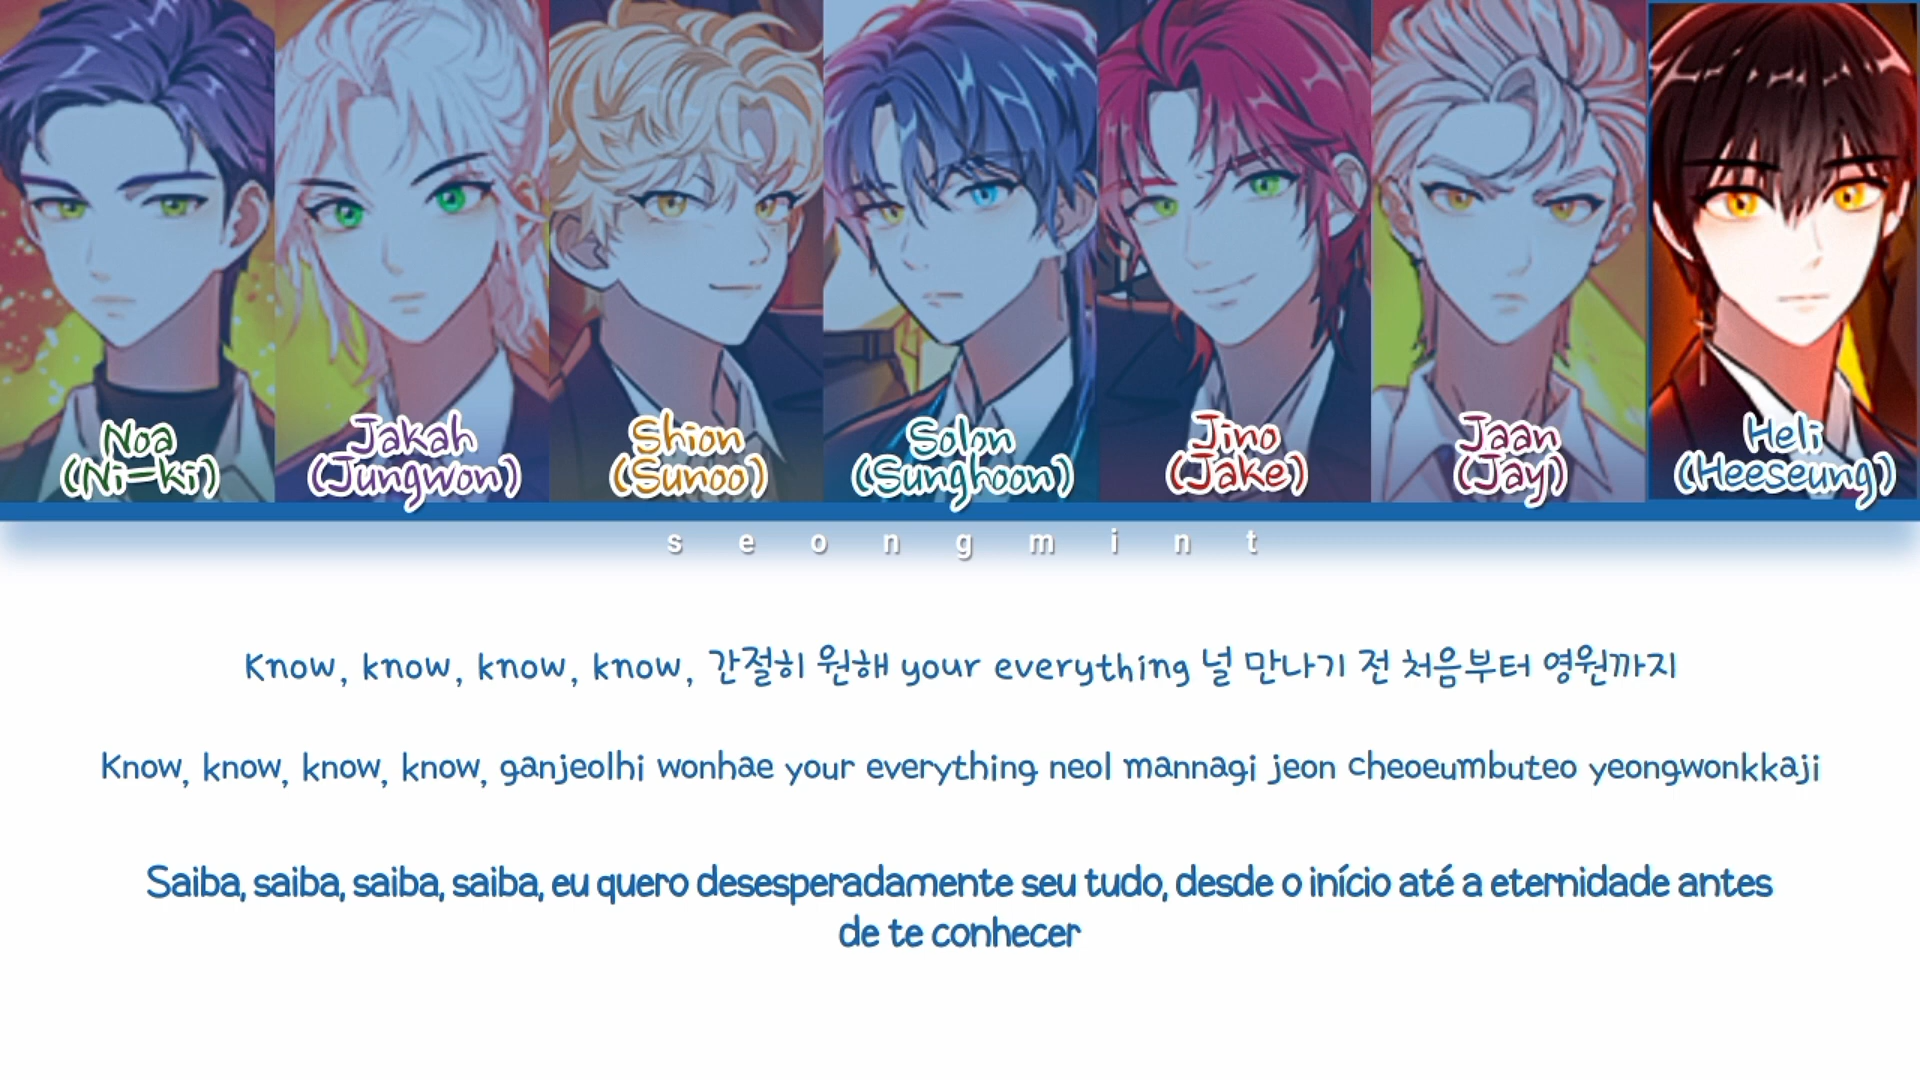 Noa
(Ni-ki)
Jakah
(Jungwon)
Shion
(Sunoo)
Solon
(Sunghoon)
Jino
(Jake)
Jaan
(Jay)
Heli
(Heeseung)
seongmint
Know, know, know, know, 간절히 원해 your everything 널 만나기 전 처음부터 영원까지
Know, know, know, know, ganjeolhi wonhae your everything neol mannagi jeon cheoeumbuteo yeongwonkkaji
Saiba, saiba, saiba, saiba, eu quero desesperadamente seu tudo, desde o início até a eternidade antes
de te conhecer